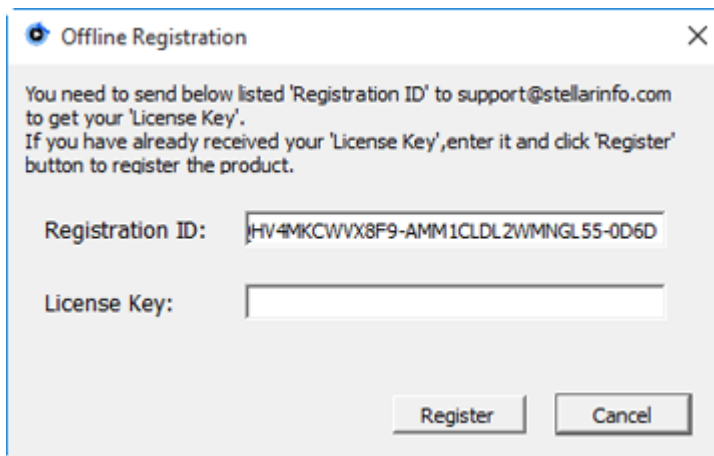 Offline Registration
You need to send below listed 'Registration ID' to support@stellarinfo.com
to get your 'License Key'.
If you have already received your 'License Key',enter it and click 'Register'
button to register the product.
Registration ID: HV4MKCWVX8F9-AMM1CLDL2WMNGL55-0D6D
License Key:
Register Cancel